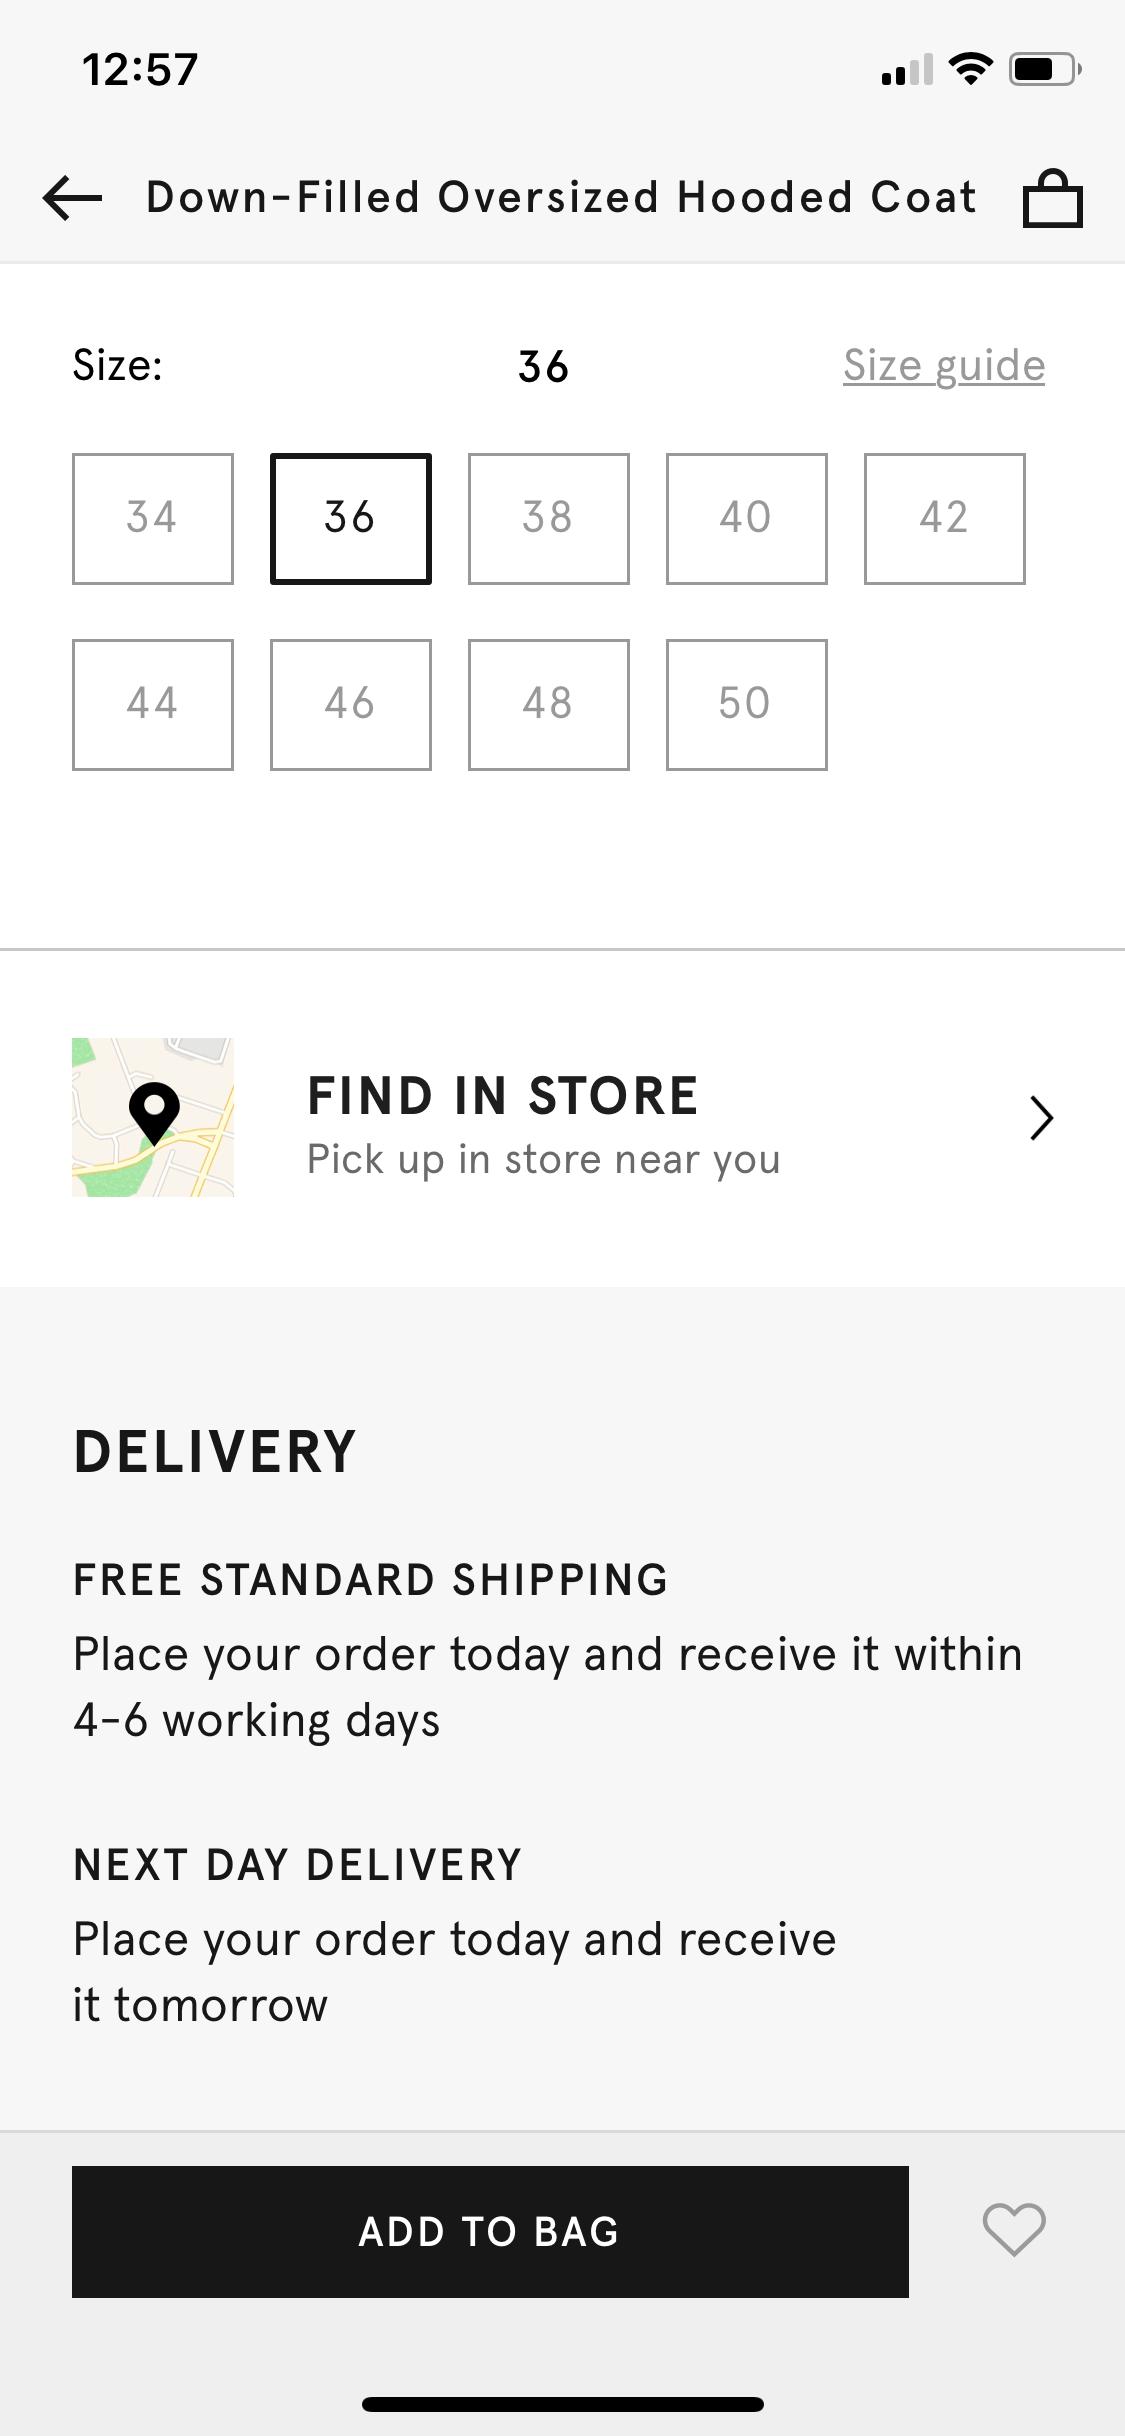 12:57
Down-Filled Oversized Hooded Coat
Size: 36 Size guide
34 36 38 40 42
44 46 48 50
FIND IN STORE
Pick up in store near you
DELIVERY
FREE STANDARD SHIPPING
Place your order today and receive it within
4-6 working days
NEXT DAY DELIVERY
Place your order today and receive
it tomorrow
ADD TO BAG